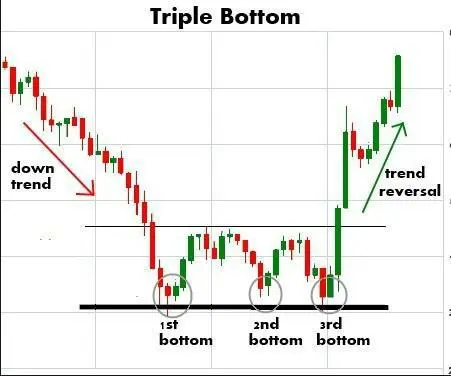 Triple Bottom
down
trend
trend
reversal
1st
bottom
2nd
bottom
3rd
bottom